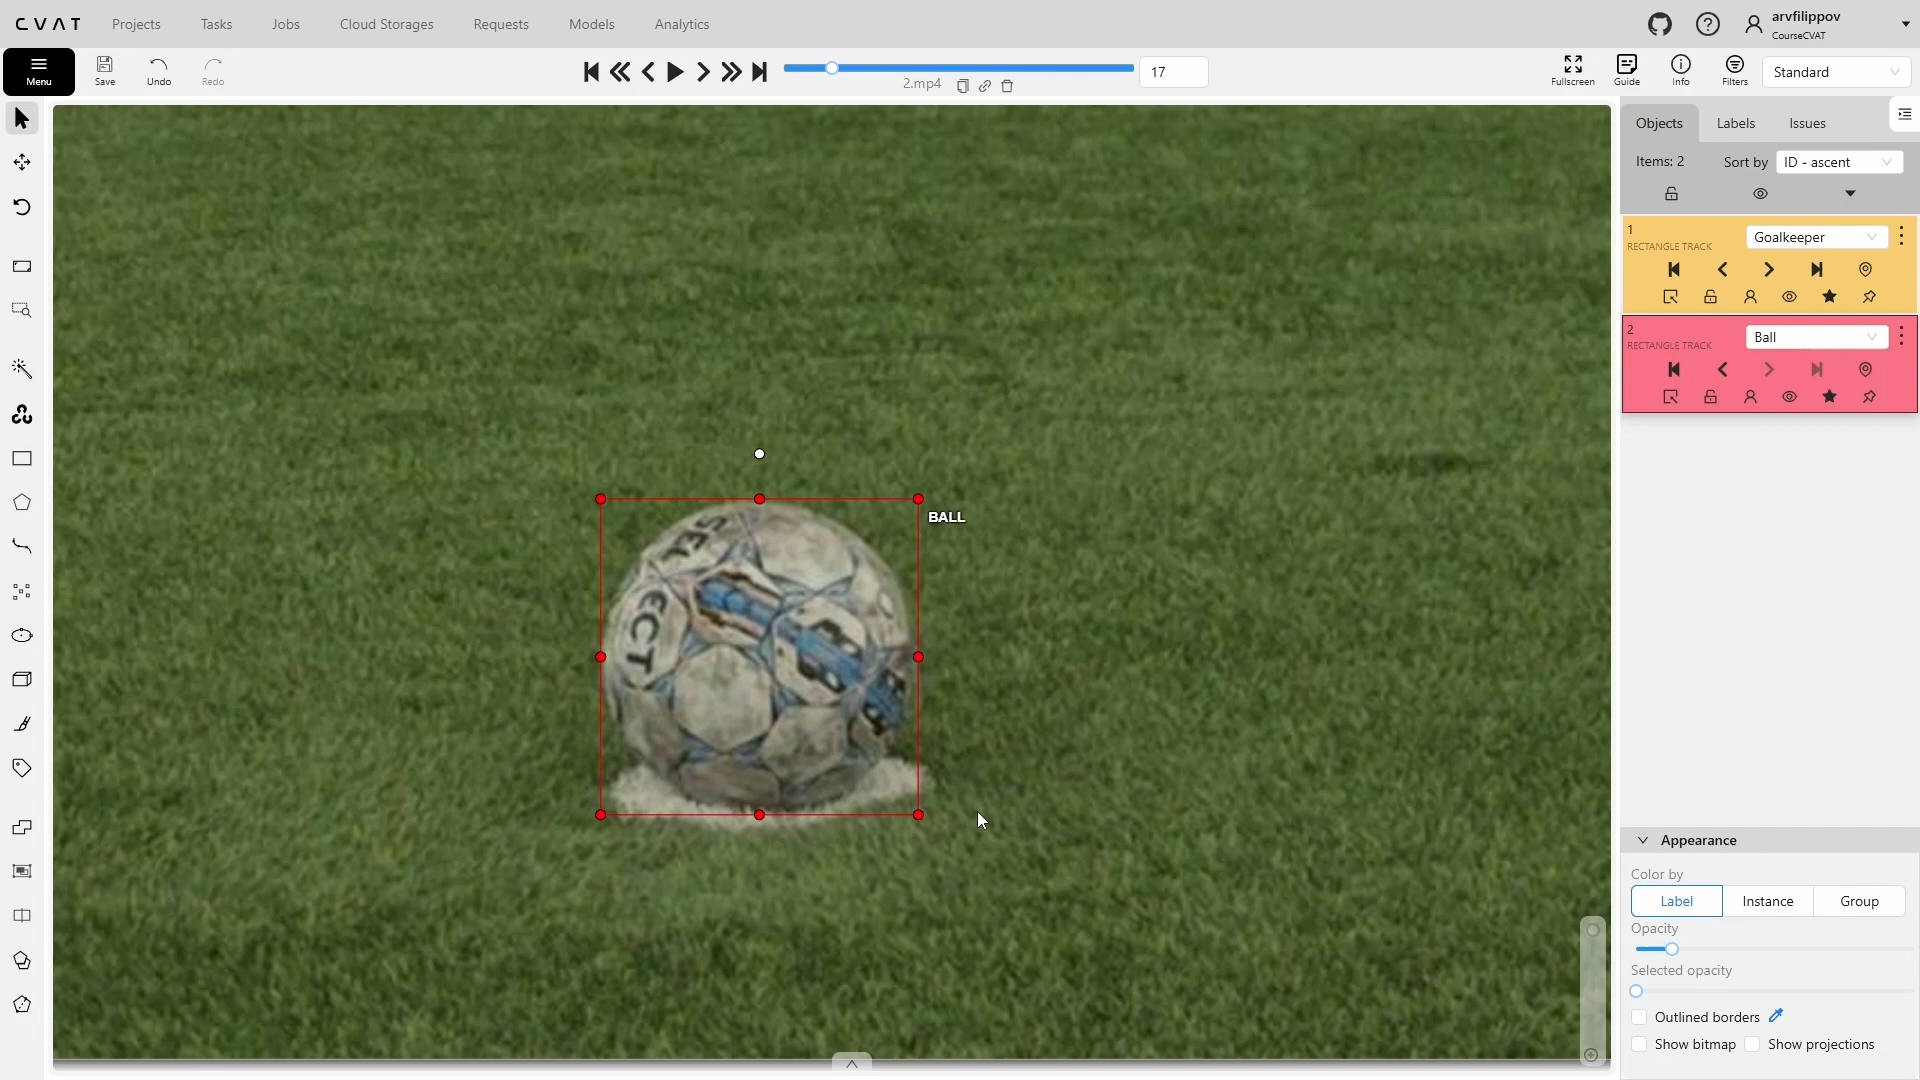 CVAT
Projects
Tasks
Jobs
Cloud Storages
Requests
Models
Analytics
arvfilippov
CourseCVAT
Menu
Save
Undo
Redo
2.mp4
17
Fullscreen
Guide
Info
Filters
Standard
Objects
Labels
Issues
Items: 2
Sort by
ID - ascent
1
RECTANGLE TRACK
Goalkeeper
2
RECTANGLE TRACK
Ball
BALL
SEL
ECT
Appearance
Color by
Label
Instance
Group
Opacity
Selected opacity
Outlined borders
Show bitmap
Show projections